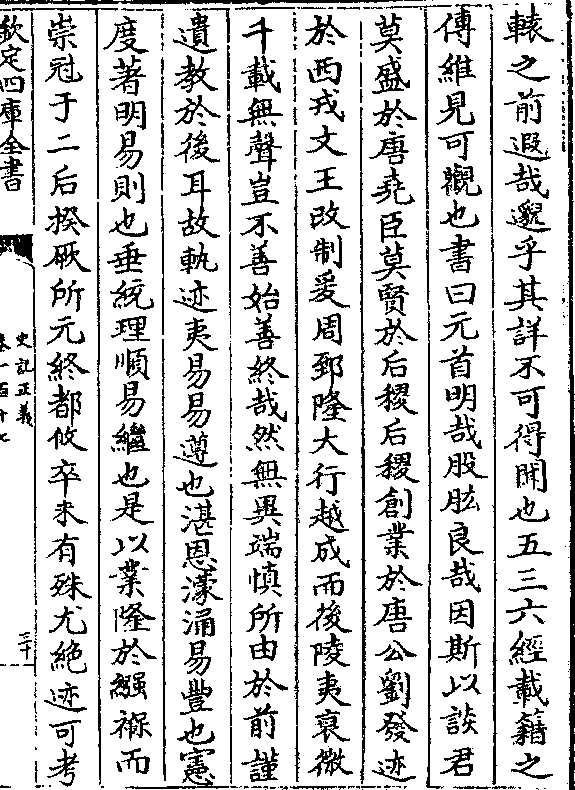 轅之前遐哉邈乎其詳不可得聞也五三六經載籍之
傳維見可觀也書曰元首明哉股肱良哉因斯以談君
莫盛於唐堯臣莫賢於后稷后稷創業於唐公劉發迹
於西戎文王改制爰周郅隆大行越成而後陵夷衰微
千載無聲豈不善始善終哉然無異端慎所由於前謹
遺教於後耳故軌迹夷易易遵也湛恩濛涌易豐也憲
度著明易則也垂統理順易繼也是以業隆於繈褓而
崇冠于二后揆厥所元終都攸卒未有殊尤絶迹可考
欽定四庫全書
史記正義
卷一百十七
三十